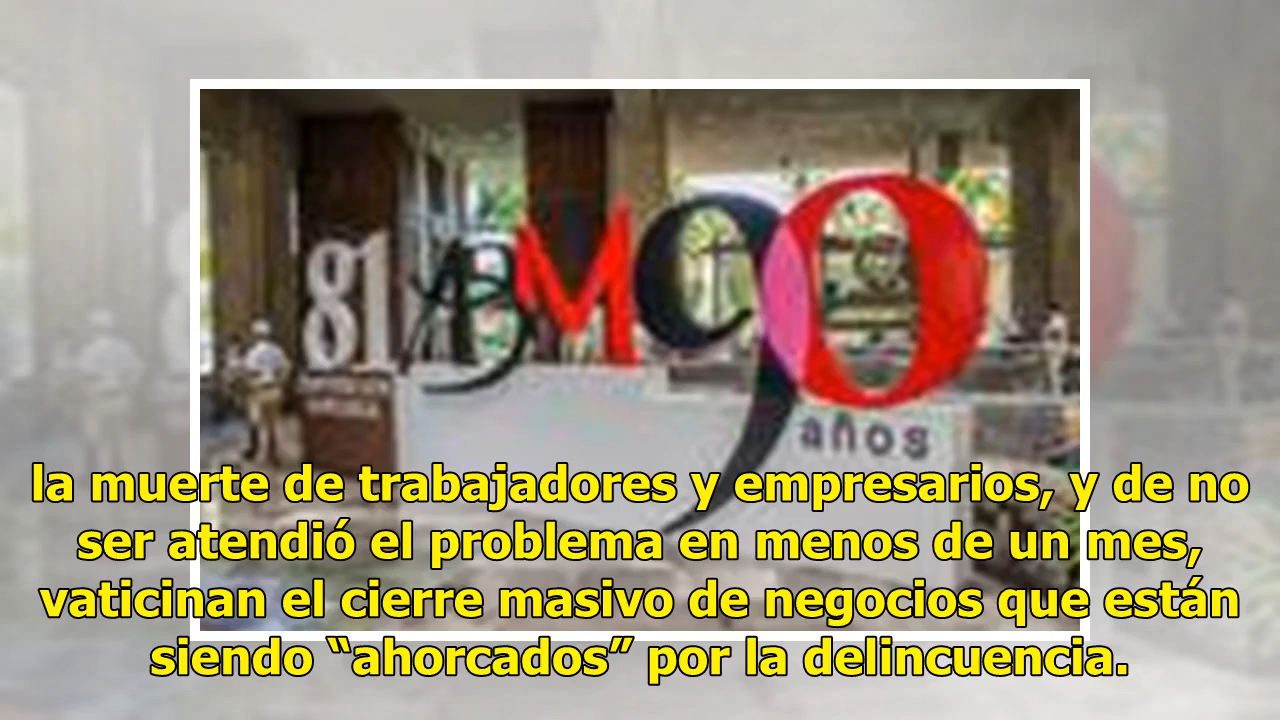 81
ABM
90
años
la muerte de trabajadores y empresarios, y de no
ser atendió el problema en menos de un mes,
vaticinan el cierre masivo de negocios que están
siendo “ahorcados” por la delincuencia.